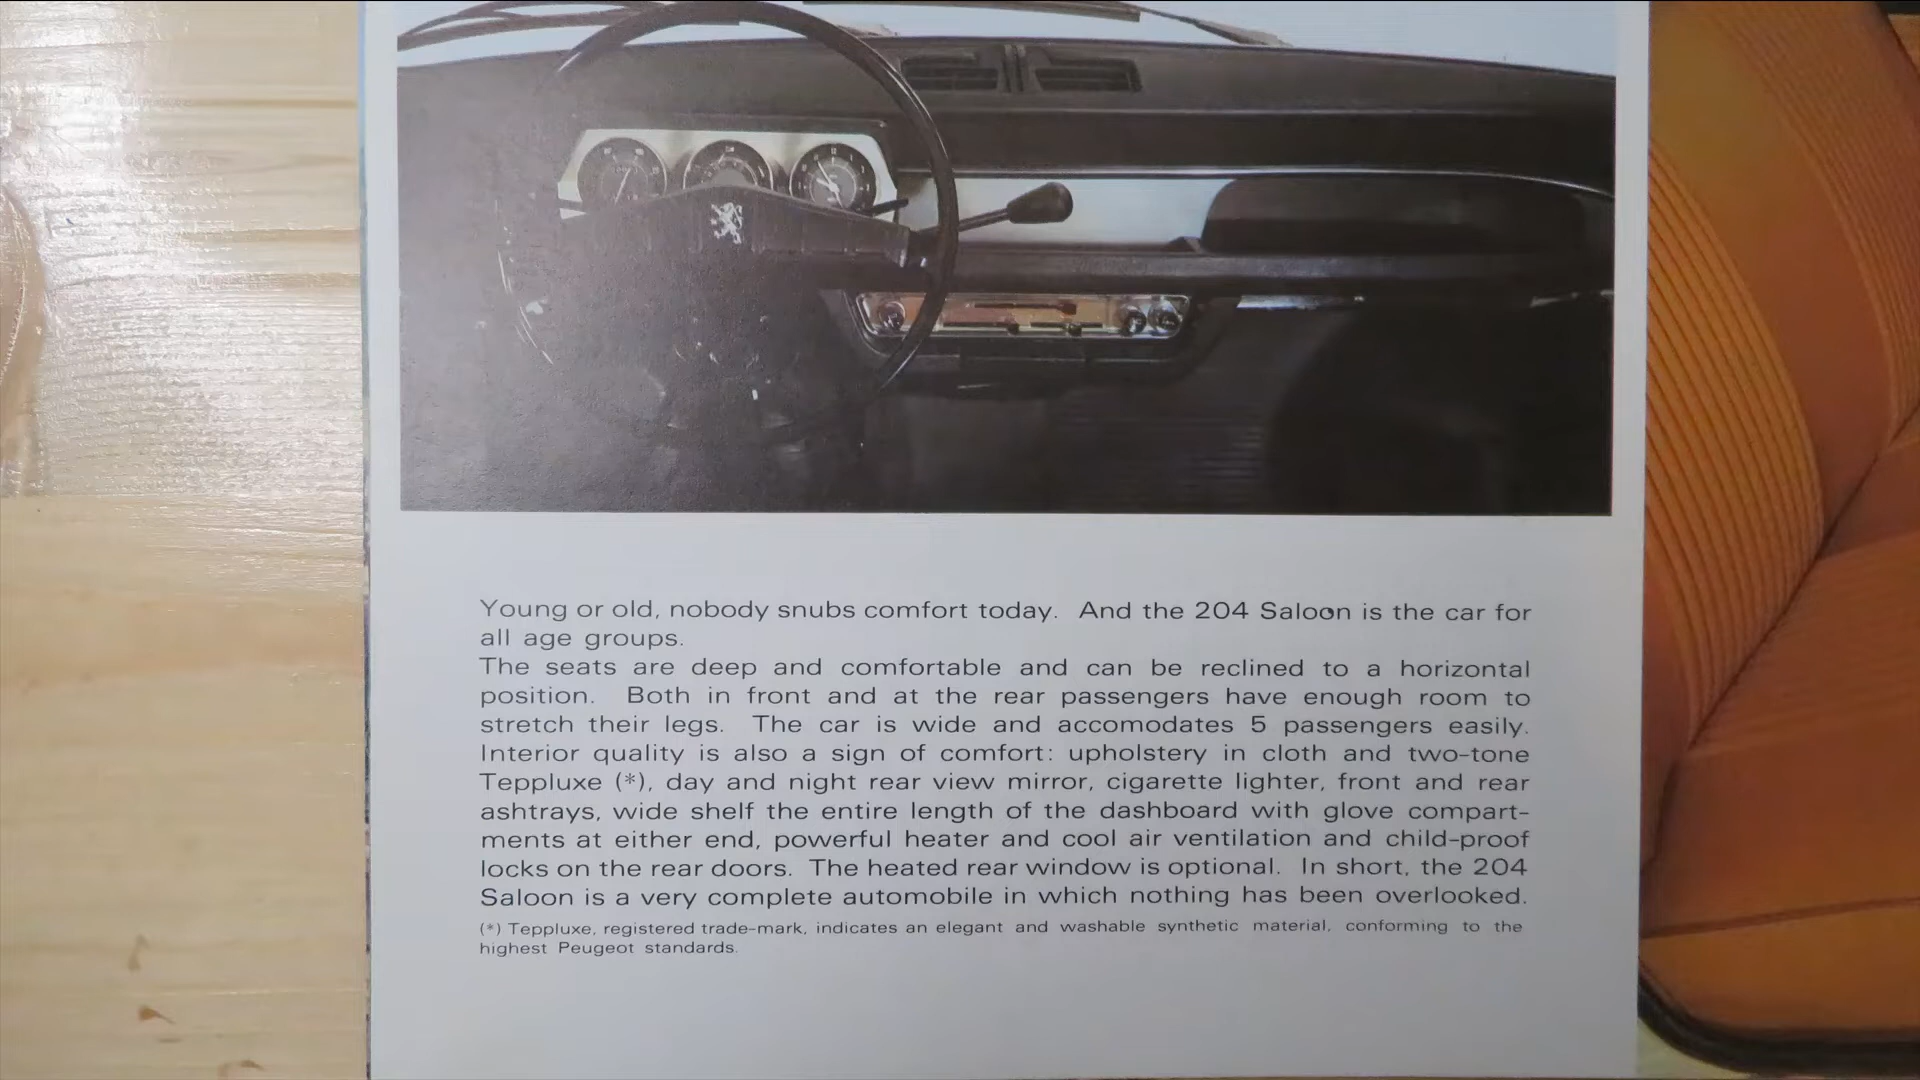 Young or old, nobody snubs comfort today. And the 204 Saloon is the car for
all age groups.
The seats are deep and comfortable and can be reclined to a horizontal
position. Both in front and at the rear passengers have enough room to
stretch their legs. The car is wide and accomodates 5 passengers easily.
Interior quality is also a sign of comfort: upholstery in cloth and two-tone
Teppluxe (*), day and night rear view mirror, cigarette lighter, front and rear
ashtrays, wide shelf the entire length of the dashboard with glove compart-
ments at either end, powerful heater and cool air ventilation and child-proof
locks on the rear doors. The heated rear window is optional. In short, the 204
Saloon is a very complete automobile in which nothing has been overlooked.
(*) Teppluxe, registered trade-mark, indicates an elegant and washable synthetic material, conforming to the
highest Peugeot standards.